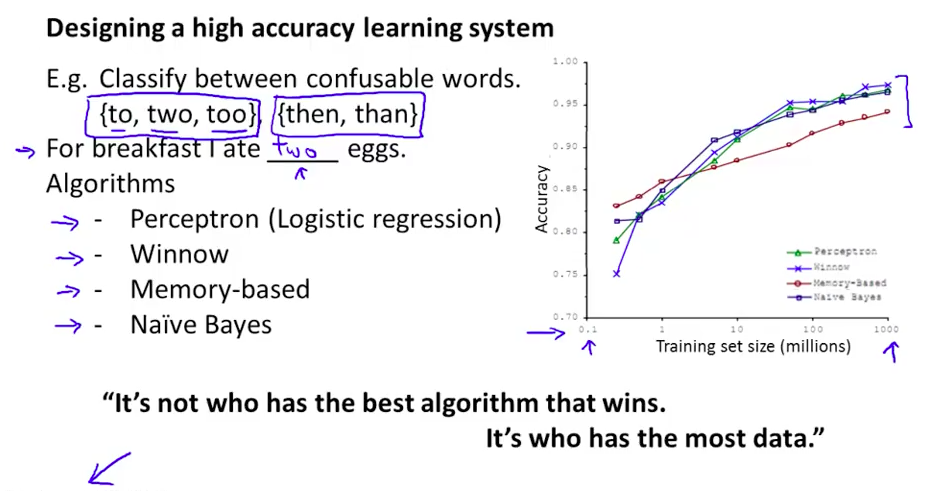 Designing a high accuracy learning system
E.g. Classify between confusable words.
{to, two, too}, {then, than}
For breakfast I ate two eggs.
Algorithms
- Perceptron (Logistic regression)
- Winnow
- Memory-based
- Naïve Bayes
1.00
0.95
0.90
0.85
0.80
0.75
0.70
Accuracy
Perceptron
Winnow
Memory-Based
Naive Bayes
0.1 1 10 100 1000
Training set size (millions)
“It’s not who has the best algorithm that wins.
It’s who has the most data.”